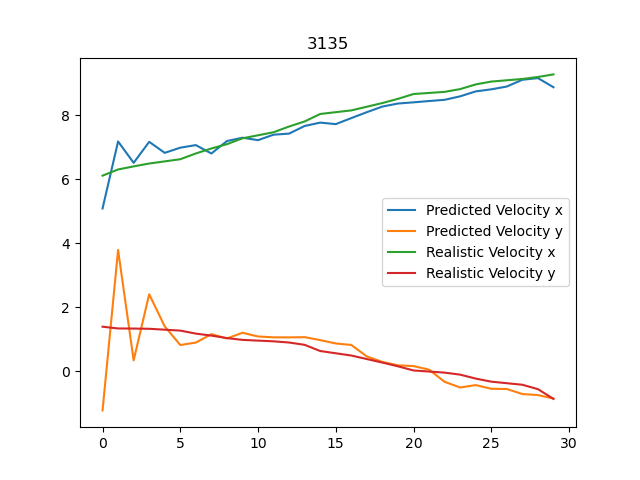 3135
8
6
4
2
0
Predicted Velocity x
Predicted Velocity y
Realistic Velocity x
Realistic Velocity y
0 5 10 15 20 25 30